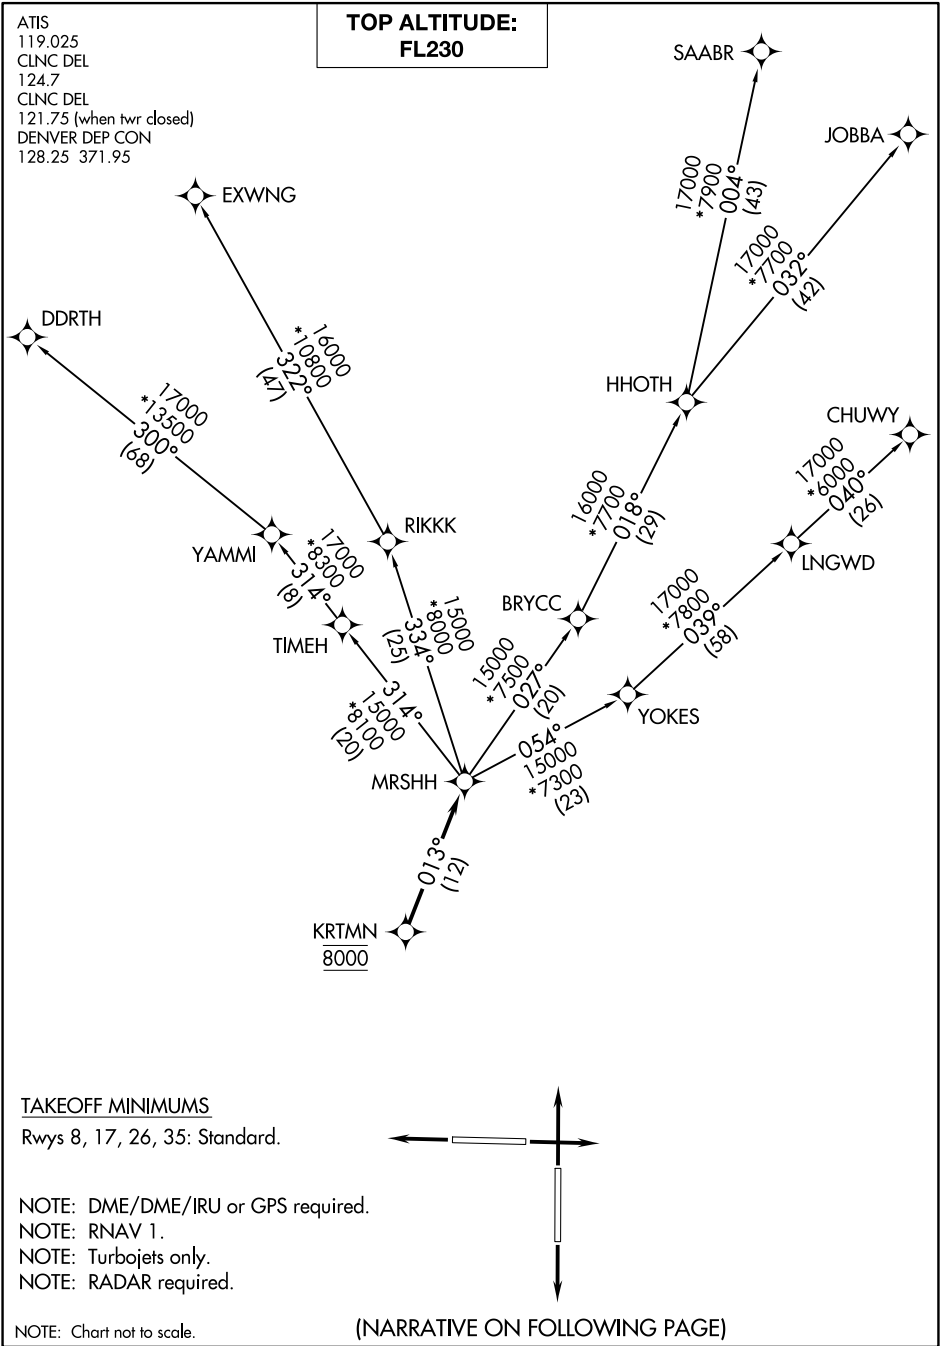 ATIS
119.025
CLNC DEL
124.7
CLNC DEL
121.75 (when twr closed)
DENVER DEP CON
128.25 371.95
TOP ALTITUDE:
FL230
SAABR
JOBBA
17000
*7900
004°
(43)
17000
*7700
032°
(42)
EXWNG
DDRTH
16000
*10800
322°
(47)
17000
*13500
300°
(68)
HHOTH
CHUWY
17000
*6000
040°
(26)
16000
*7700
018°
(29)
RIKKK
YAMMI
17000
*8300
314°
(8)
LNGWD
TIMEH
15000
*8000
334°
(25)
BRYCC
17000
*7800
039°
(58)
15000
*7500
027°
(20)
314°
15000
*8100
(20)
YOKES
054°
15000
*7300
(23)
MRSHH
013°
(12)
KRTMN
8000
TAKEOFF MINIMUMS
Rwys 8, 17, 26, 35: Standard.
NOTE: DME/DME/IRU or GPS required.
NOTE: RNAV 1.
NOTE: Turbojets only.
NOTE: RADAR required.
NOTE: Chart not to scale.
(NARRATIVE ON FOLLOWING PAGE)